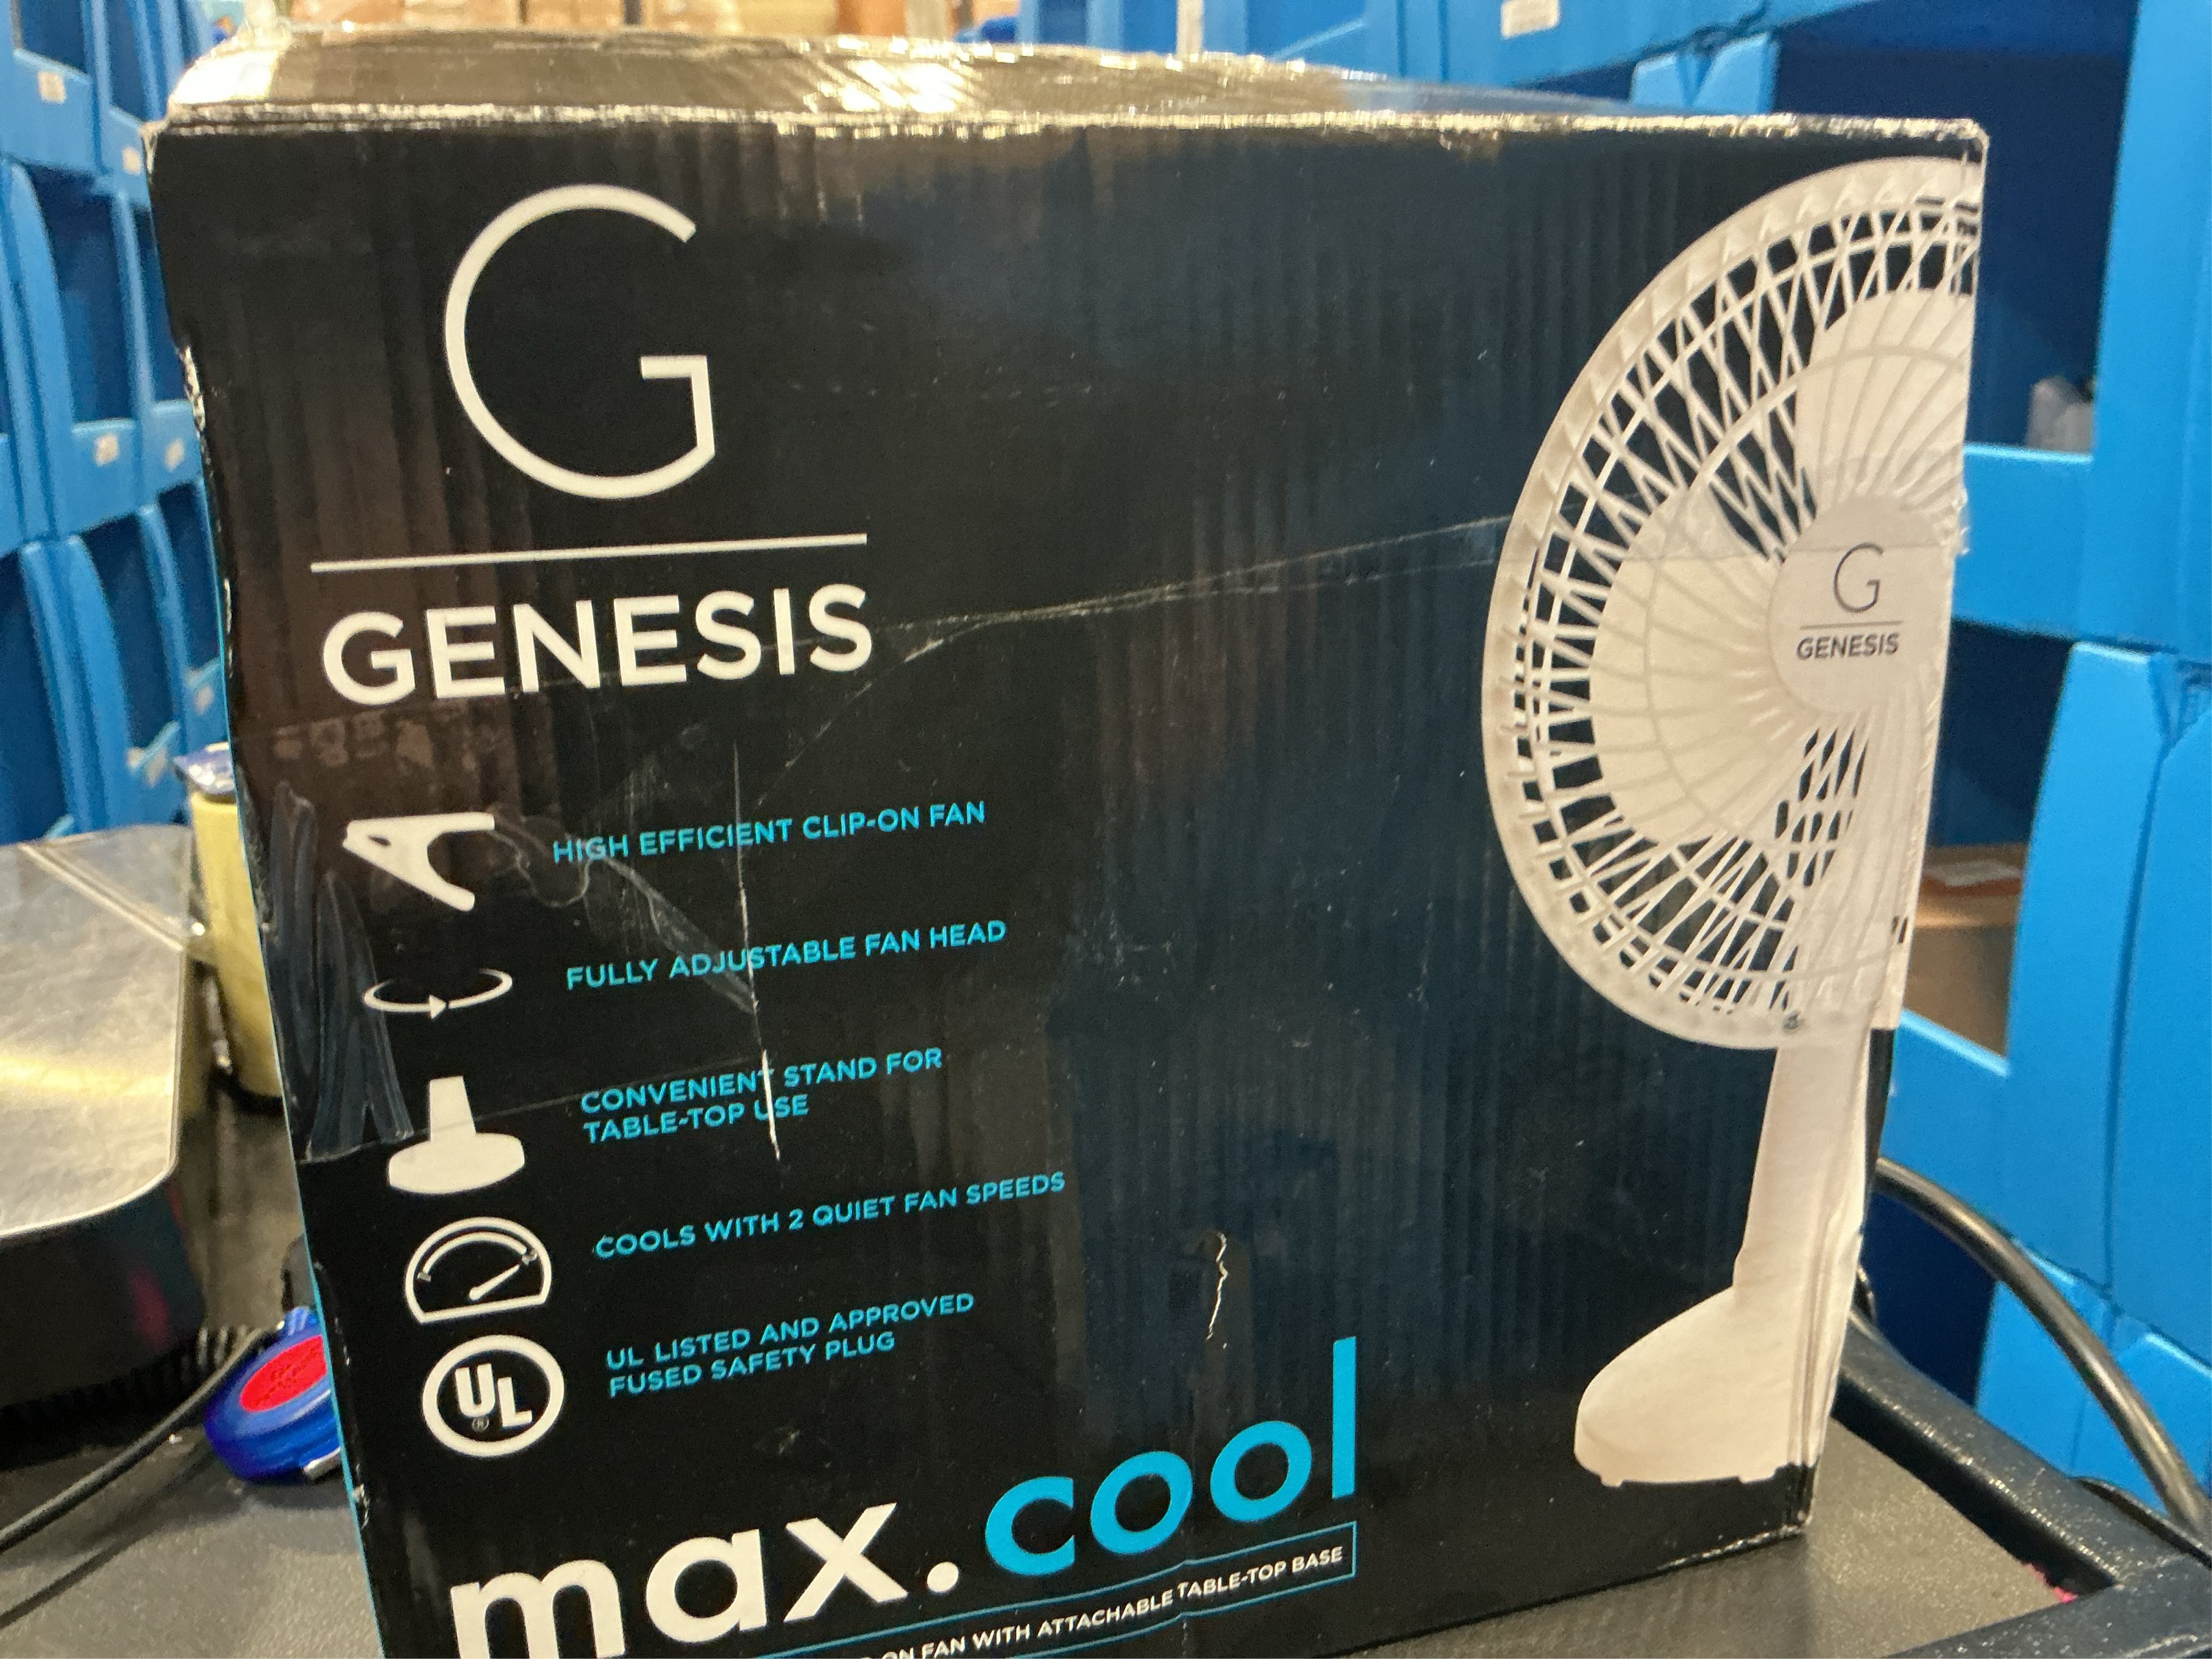 G
GENESIS
HIGH EFFICIENT CLIP-ON FAN
FULLY ADJUSTABLE FAN HEAD
CONVENIENT STAND FOR
TABLE-TOP USE
COOLS WITH 2 QUIET FAN SPEEDS
UL
®
UL LISTED AND APPROVED
FUSED SAFETY PLUG
max.cool
ON FAN WITH ATTACHABLE TABLE-TOP BASE
G
GENESIS